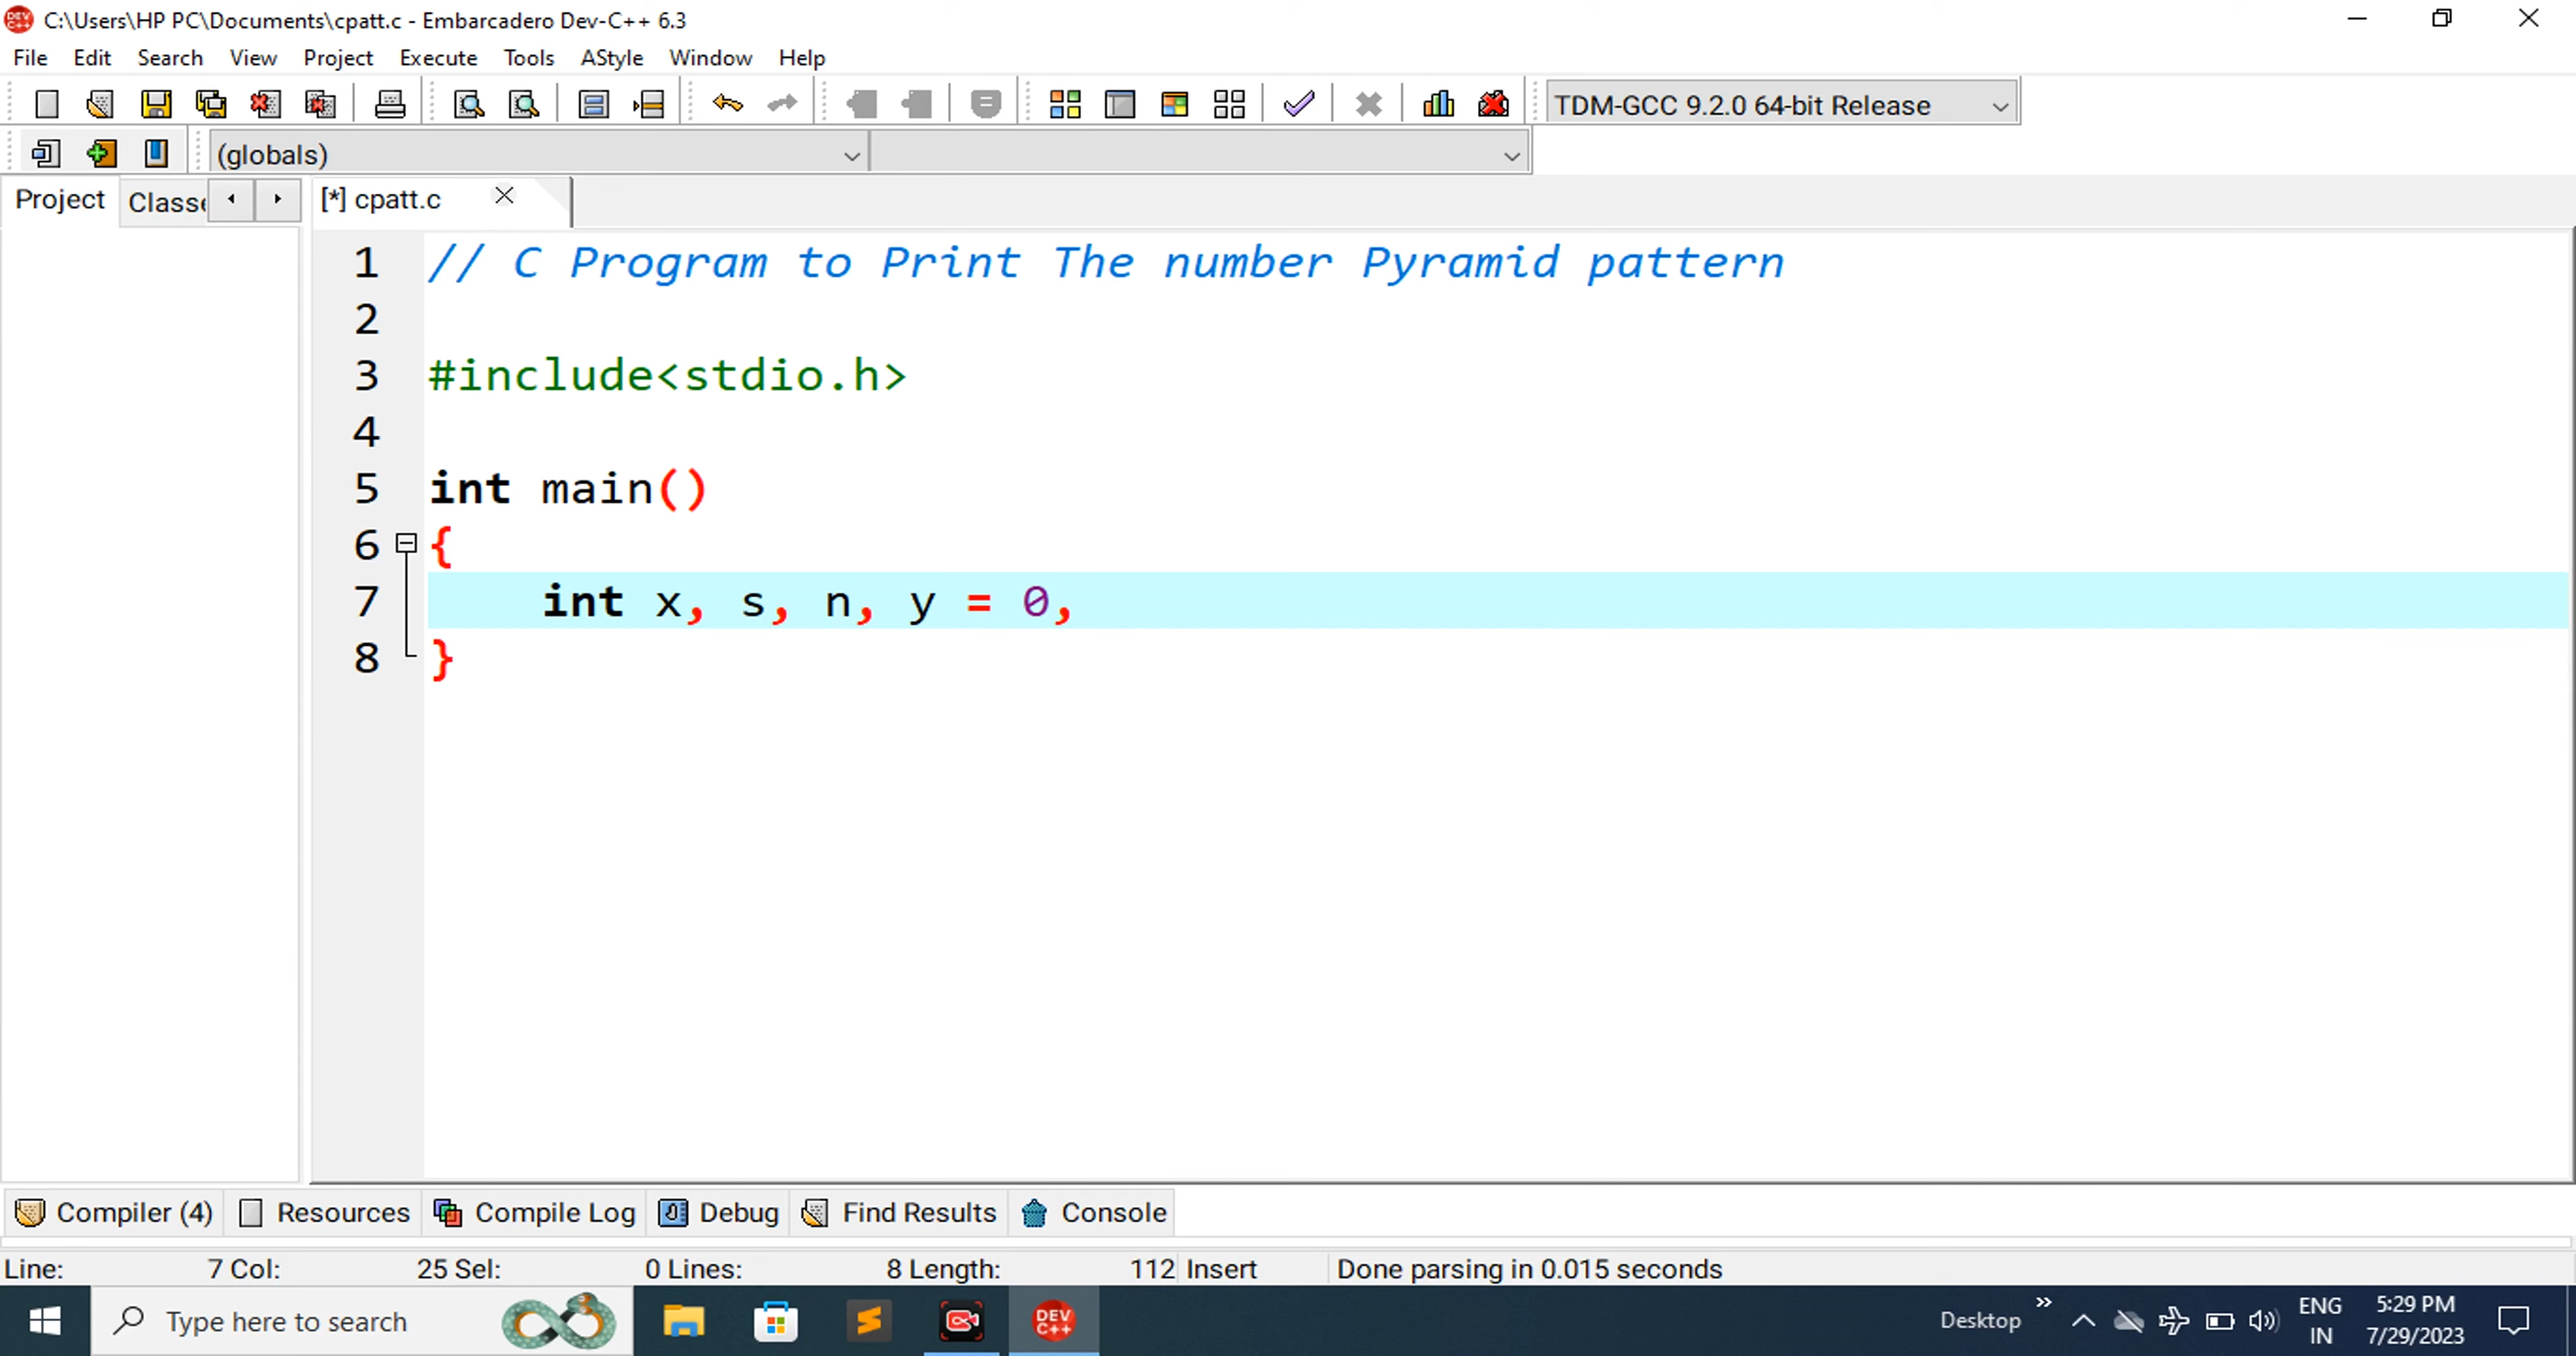 C:\Users\HP PC\Documents\cpatt.c - Embarcadero Dev-C++ 6.3
File Edit Search View Project Execute Tools AStyle Window Help
TDM-GCC 9.2.0 64-bit Release
(globals)
Project Classe [*] cpatt.c
1 // C Program to Print The number Pyramid pattern
2
3 #include<stdio.h>
4
5 int main()
6 {
7 int x, s, n, y = 0,
8 }
Compiler (4) Resources Compile Log Debug Find Results Console
Line: 7 Col: 25 Sel: 0 Lines: 8 Length: 112 Insert Done parsing in 0.015 seconds
Type here to search DEV C++ Desktop ENG 5:29 PM
IN 7/29/2023